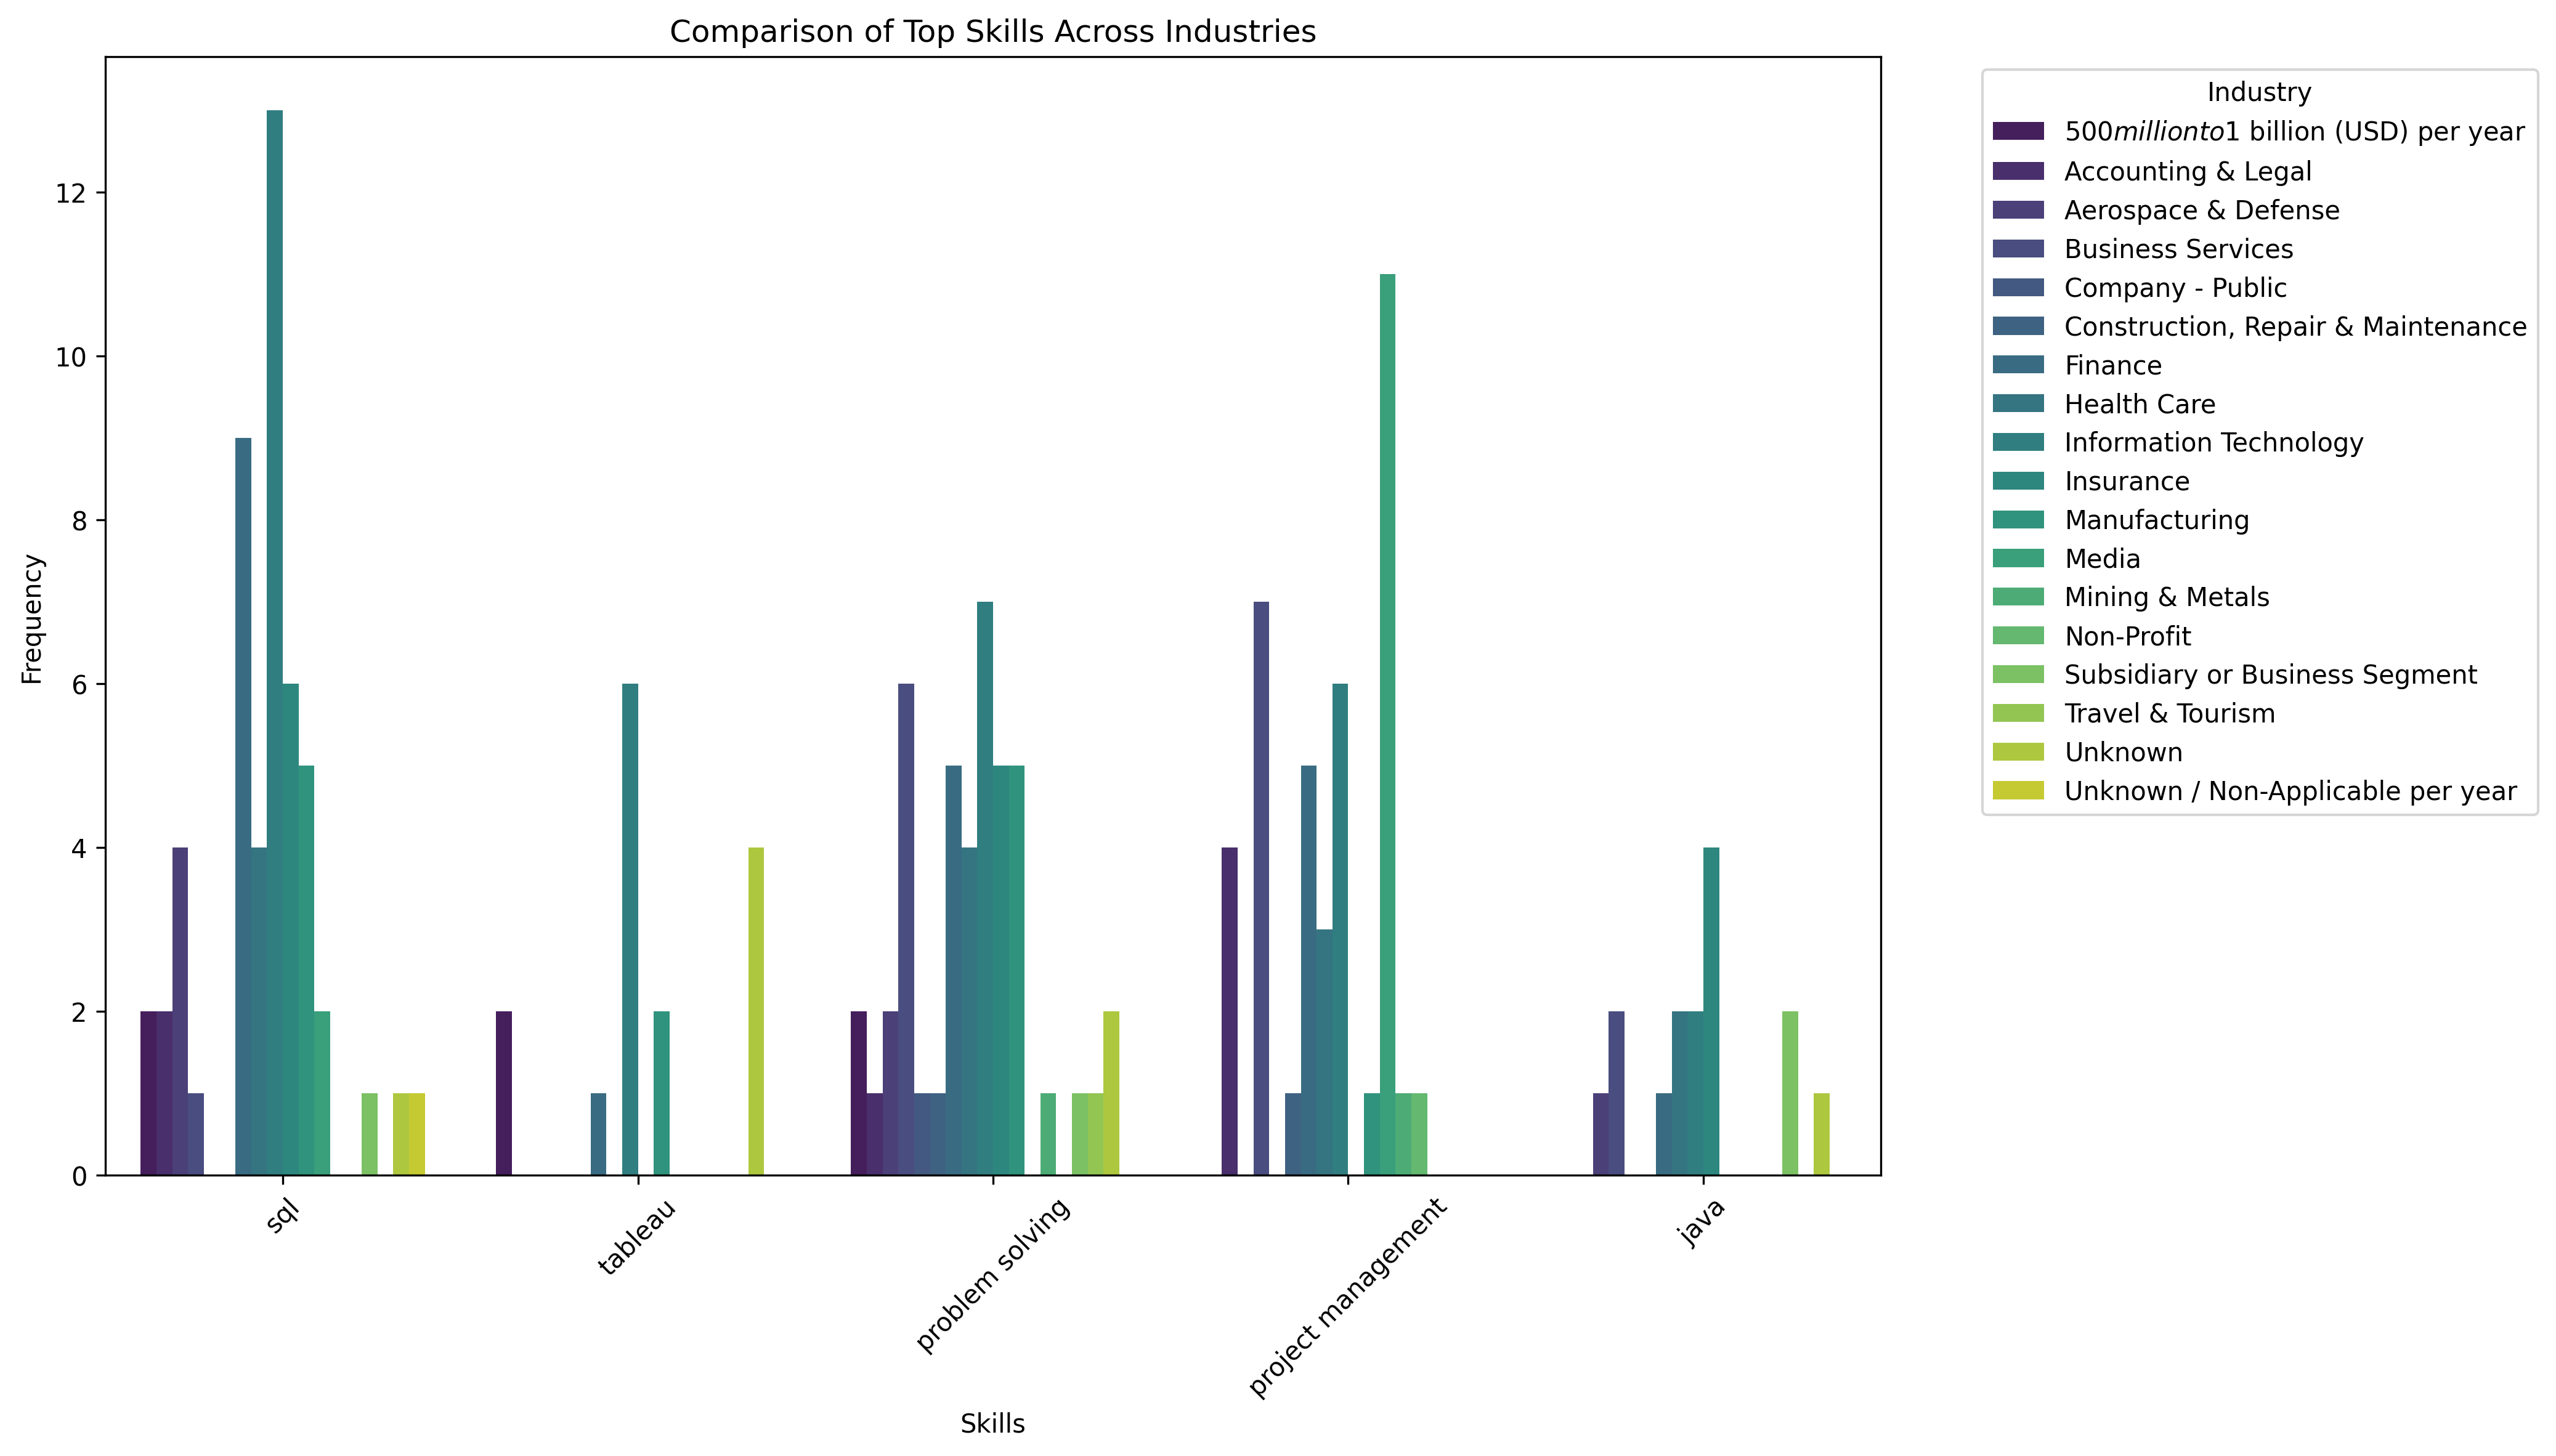 Comparison of Top Skills Across Industries
Frequency
12
10
8
6
4
2
0
sql
tableau
problem solving
project management
java
Skills
Industry
500millionto1 billion (USD) per year
Accounting & Legal
Aerospace & Defense
Business Services
Company - Public
Construction, Repair & Maintenance
Finance
Health Care
Information Technology
Insurance
Manufacturing
Media
Mining & Metals
Non-Profit
Subsidiary or Business Segment
Travel & Tourism
Unknown
Unknown / Non-Applicable per year